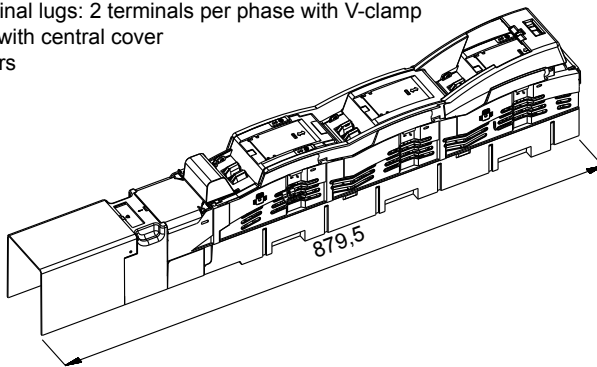 inal lugs: 2 terminals per phase with V-clamp
with central cover
rs
879,5